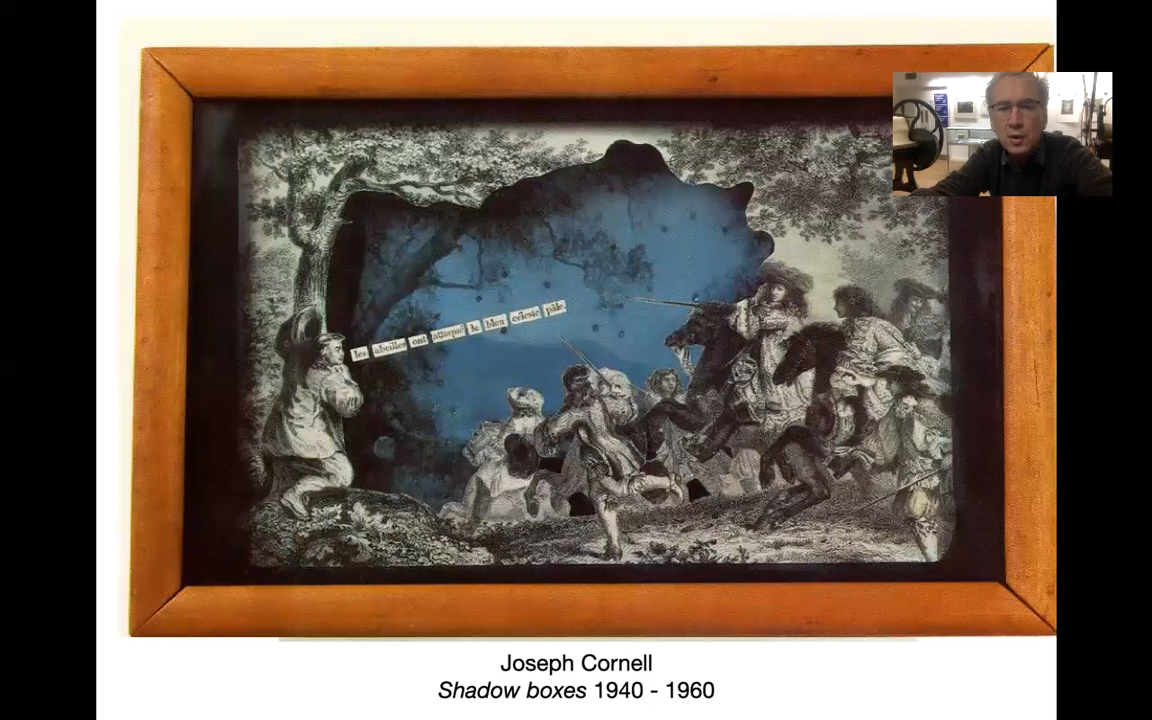 les abeilles ont attaqué le bleu céleste pâle.
Joseph Cornell
Shadow boxes 1940 - 1960